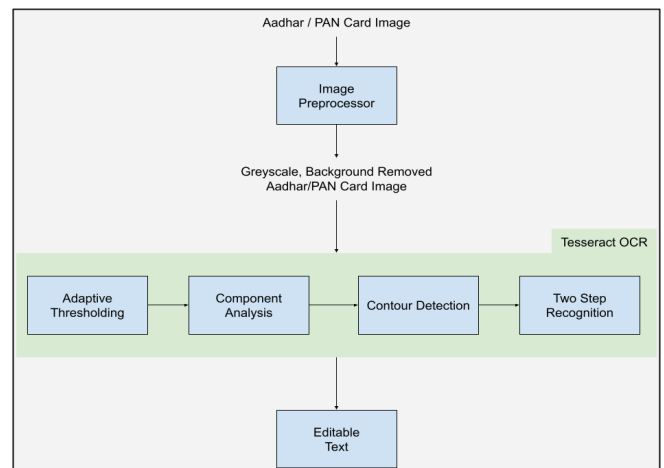 Aadhar / PAN Card Image
Image
Preprocessor
Greyscale, Background Removed
Aadhar/PAN Card Image
Tesseract OCR
Adaptive
Thresholding
Component
Analysis
Contour Detection
Two Step
Recognition
Editable
Text